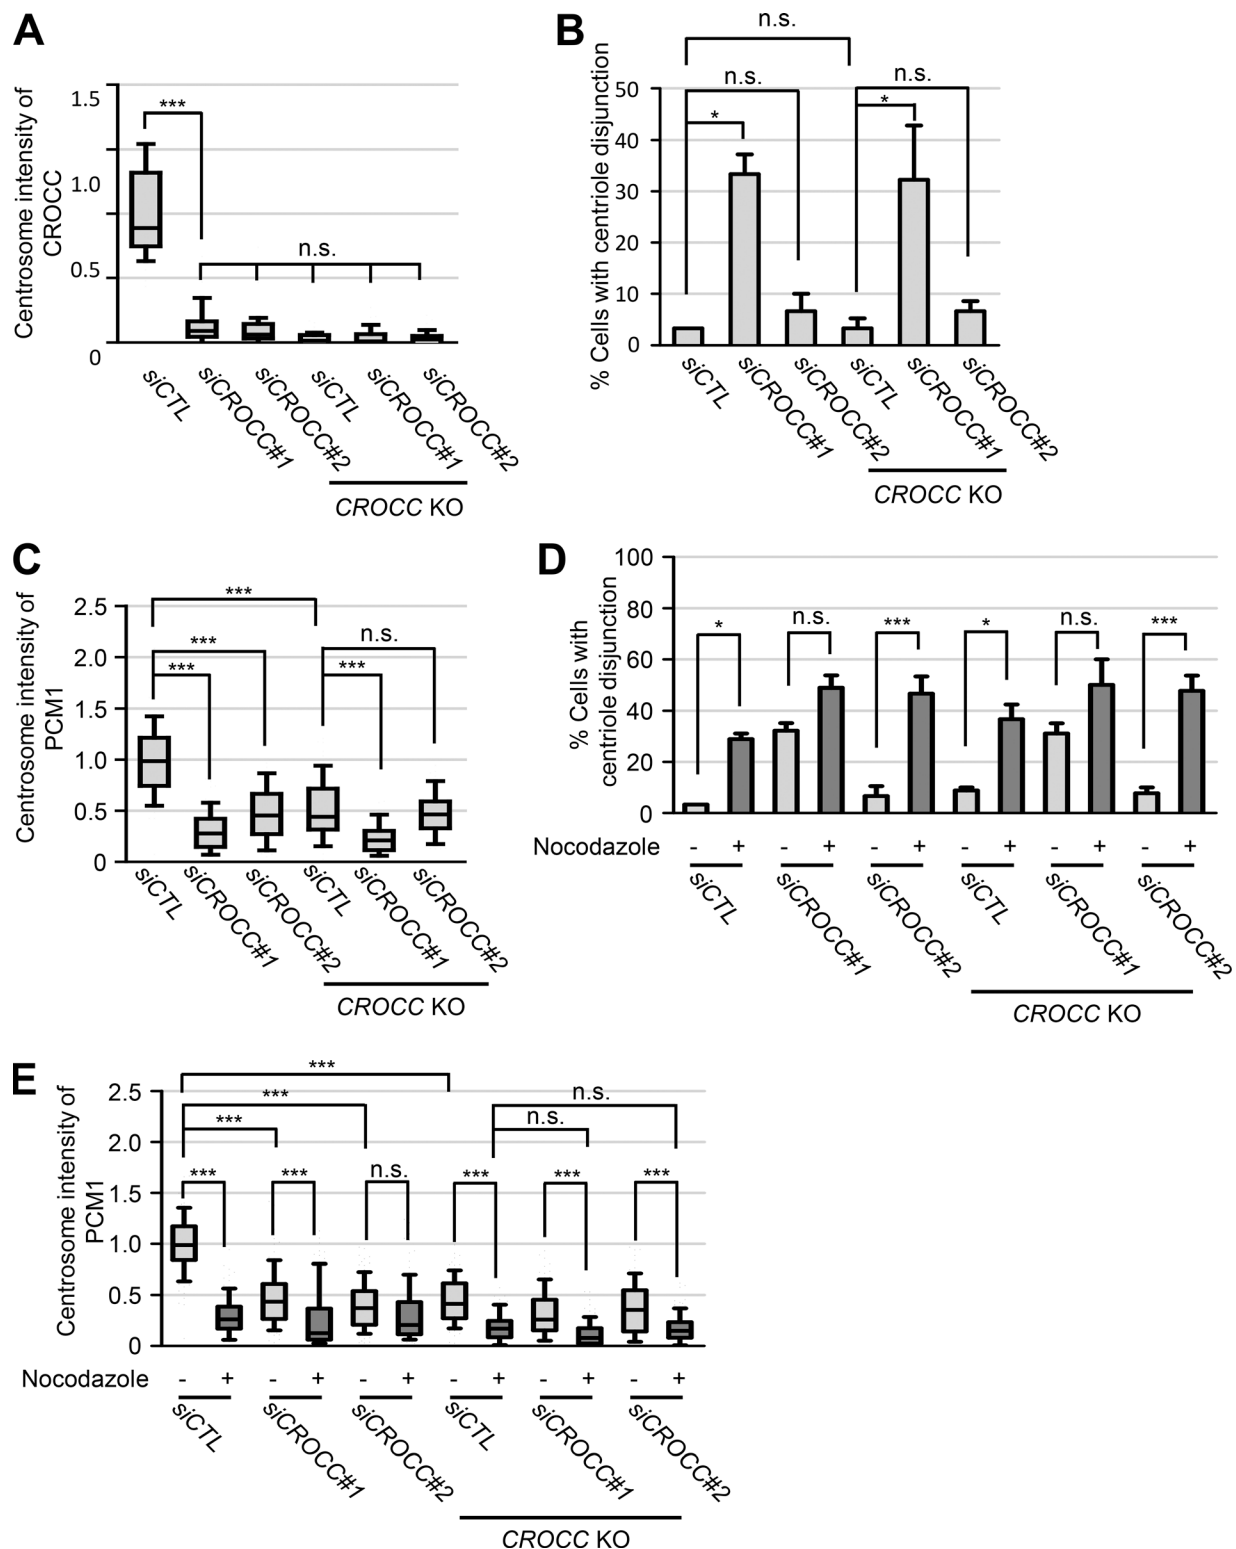 A
Centrosome intensity of
CROCC
1.5
1.0
0.5
0
***
n.s.
siCTL
siCROCC#1
siCROCC#2
siCTL
siCROCC#1
siCROCC#2
CROCC KO
B
% Cells with centriole disjunction
50
40
30
20
10
0
n.s.
n.s.
*
n.s.
*
siCTL
siCROCC#1
siCROCC#2
siCTL
siCROCC#1
siCROCC#2
CROCC KO
C
Centrosome intensity of
PCM1
2.5
2.0
1.5
1.0
0.5
0
***
***
***
n.s.
***
siCTL
siCROCC#1
siCROCC#2
siCTL
siCROCC#1
siCROCC#2
CROCC KO
D
% Cells with
centriole disjunction
100
80
60
40
20
0
* n.s. *** * n.s. ***
Nocodazole - + - + - + - + - + - +
siCTL
siCROCC#1
siCROCC#2
siCTL
siCROCC#1
siCROCC#2
CROCC KO
E
Centrosome intensity of
PCM1
2.5
2.0
1.5
1.0
0.5
0
***
***
***
n.s.
n.s.
*** *** n.s. *** *** ***
Nocodazole - + - + - + - + - + - +
siCTL
siCROCC#1
siCROCC#2
siCTL
siCROCC#1
siCROCC#2
CROCC KO